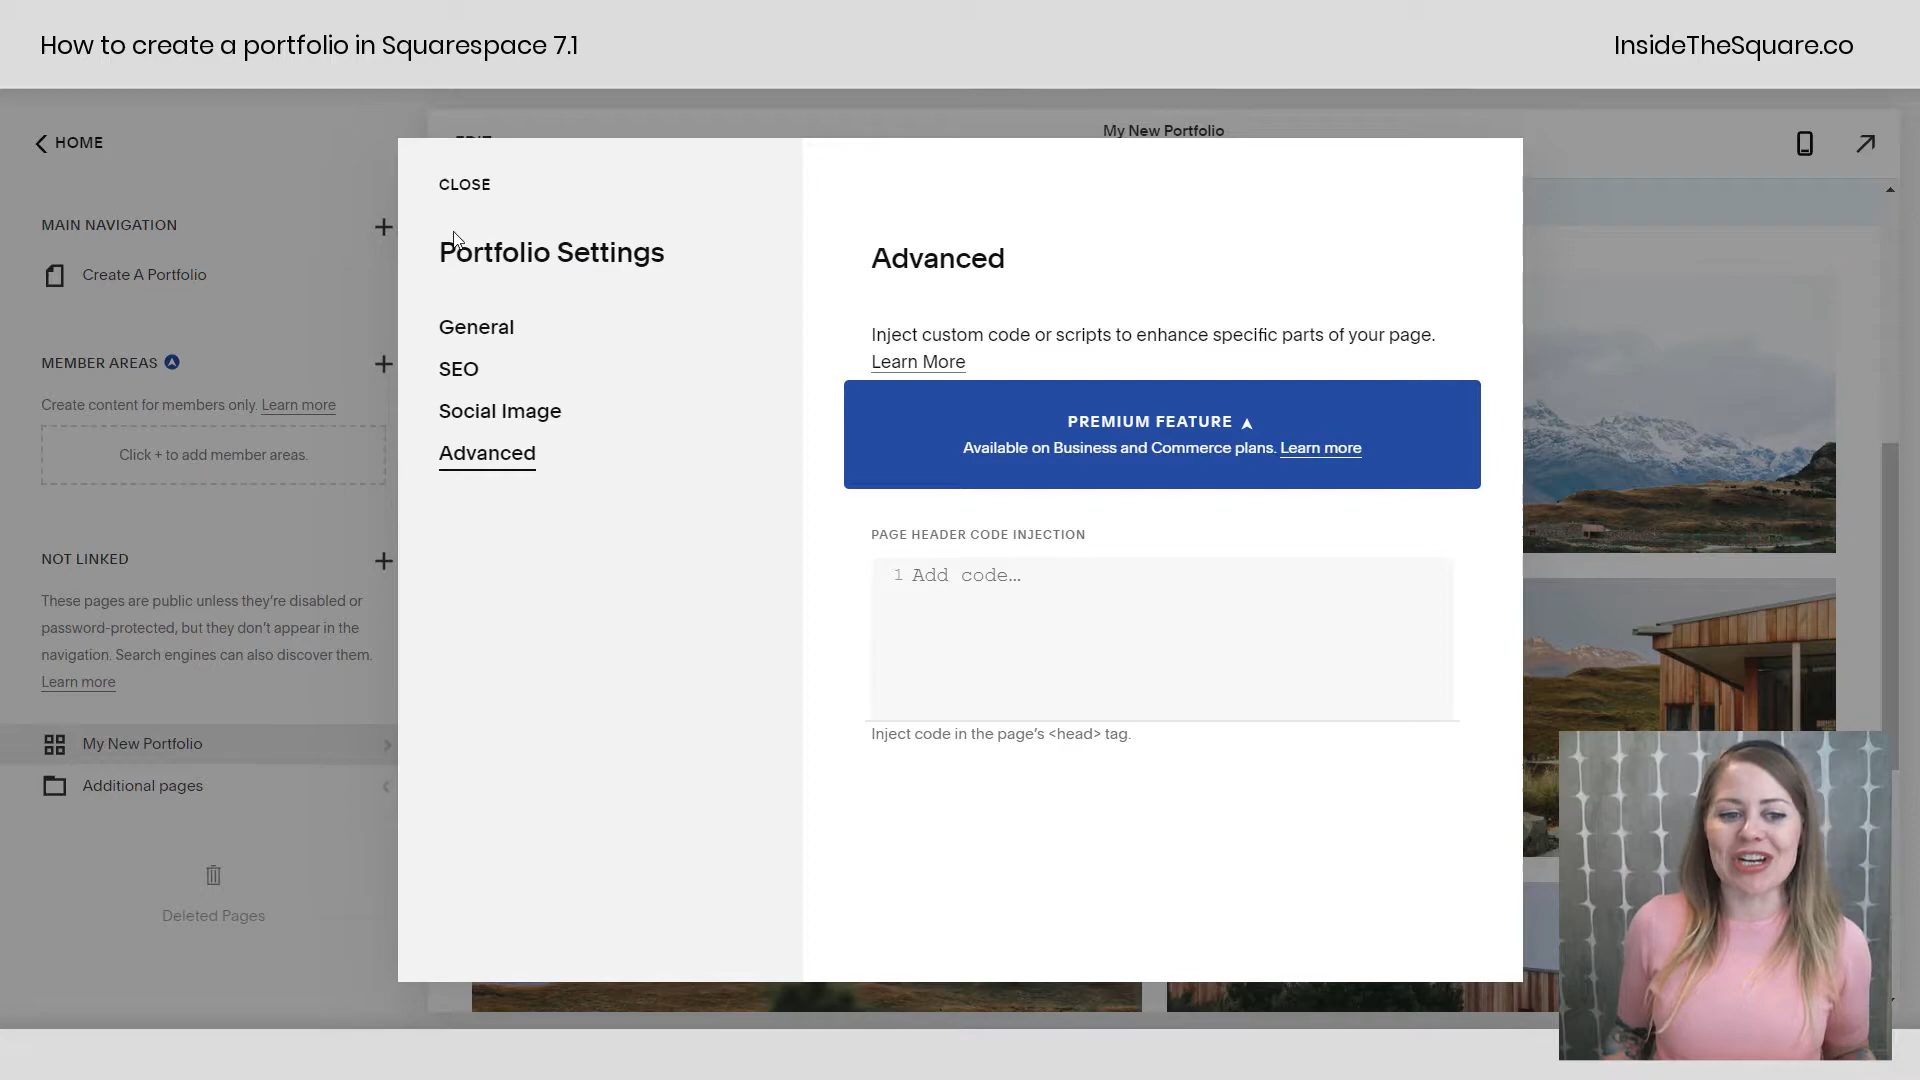 How to create a portfolio in Squarespace 7.1
InsideTheSquare.co
HOME
MAIN NAVIGATION
Create A Portfolio
MEMBER AREAS
Create content for members only. Learn more
Click + to add member areas.
NOT LINKED
These pages are public unless they're disabled or
password-protected, but they don't appear in the
navigation. Search engines can also discover them.
Learn more
My New Portfolio
Additional pages
Deleted Pages
EDIT
My New Portfolio
CLOSE
Portfolio Settings
General
SEO
Social Image
Advanced
Advanced
Inject custom code or scripts to enhance specific parts of your page.
Learn More
PREMIUM FEATURE
Available on Business and Commerce plans. Learn more
PAGE HEADER CODE INJECTION
1 Add code...
Inject code in the page's <head> tag.